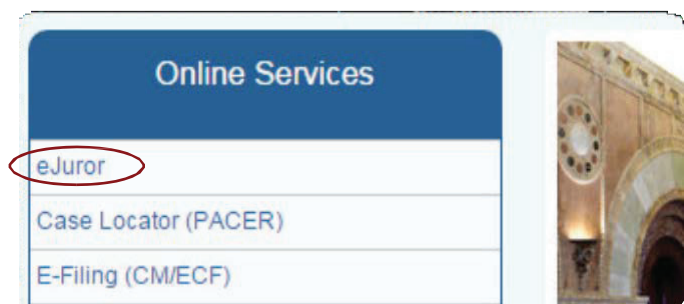 Online Services
eJuror
Case Locator (PACER)
E-Filing (CM/ECF)